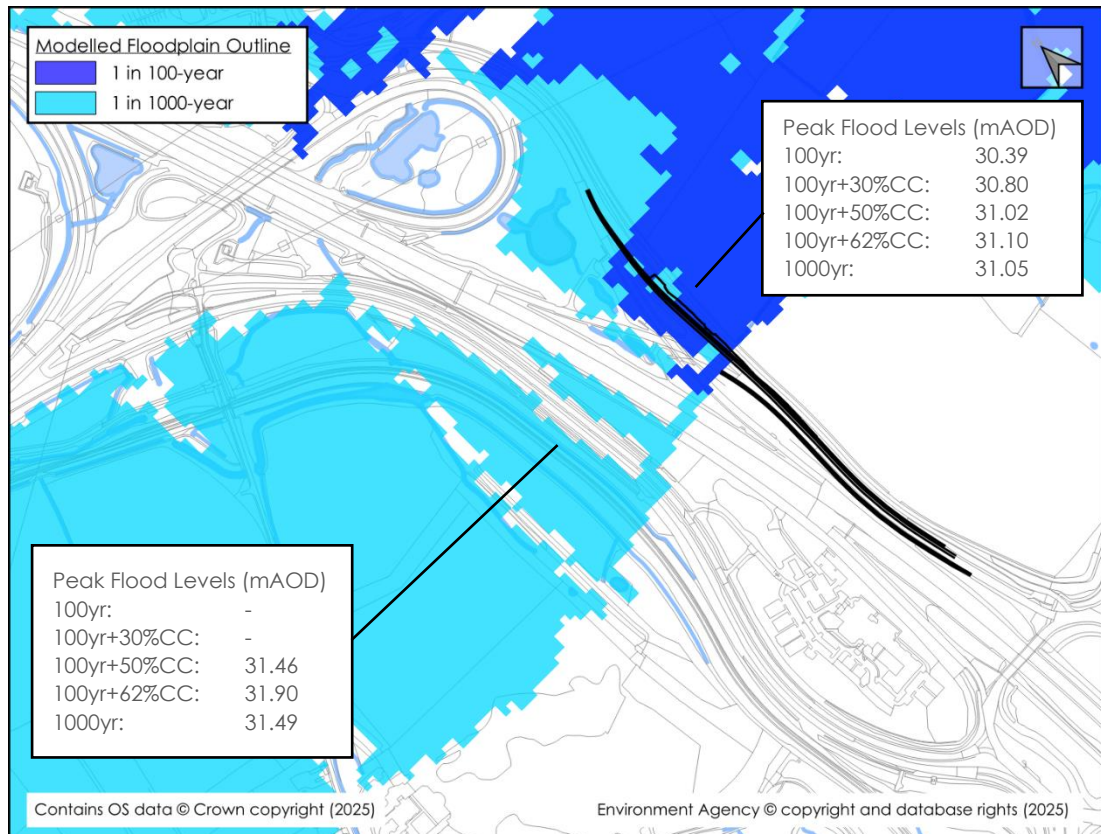 Modelled Floodplain Outline
1 in 100-year
1 in 1000-year
Peak Flood Levels (mAOD)
100yr: 30.39
100yr+30%CC: 30.80
100yr+50%CC: 31.02
100yr+62%CC: 31.10
1000yr: 31.05
Peak Flood Levels (mAOD)
100yr: -
100yr+30%CC: -
100yr+50%CC: 31.46
100yr+62%CC: 31.90
1000yr: 31.49
Contains OS data © Crown copyright (2025)
Environment Agency © copyright and database rights (2025)